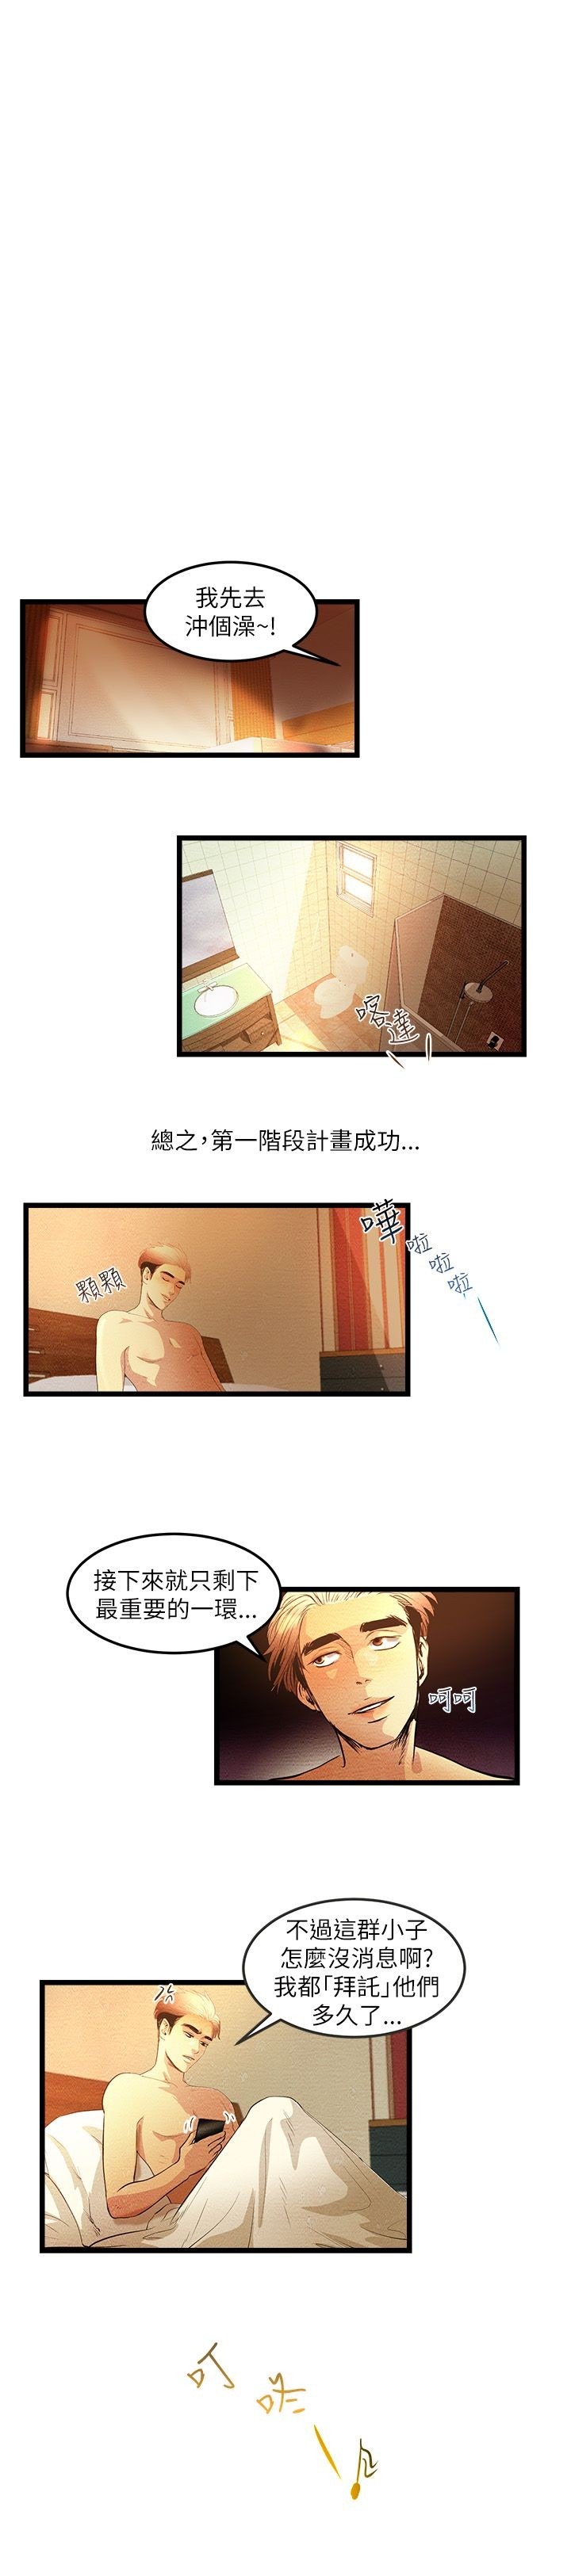 我先去
沖個澡~!
喀達
總之，第一階段計畫成功...
嘩啦啦啦
顆顆
接下來就只剩下
最重要的一環...
呵呵
不過這群小子
怎麼沒消息啊?
我都「拜託」他們
多久了...
叮咚